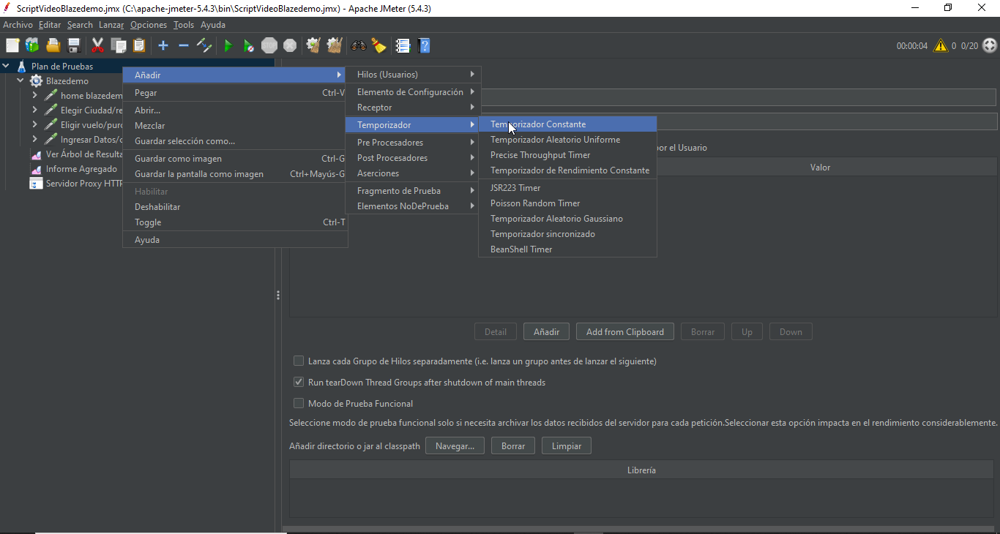 ScriptVideoBlazedemo.jmx (C:\apache-jmeter-5.4.3\bin\ScriptVideoBlazedemo.jmx) - Apache JMeter (5.4.3)
Archivo Editar Search Lanzar Opciones Tools Ayuda
STOP
00:00:04 0 0/20
Plan de Pruebas
Blazedemo
home blazedem
Elegir Ciudad/re
Eligir vuelo/purc
Ingresar Datos/c
Ver Árbol de Resulta
Informe Agregado
Servidor Proxy HTTP
Añadir
Pegar Ctrl-V
Abrir...
Mezclar
Guardar selección como...
Guardar como imagen Ctrl-G
Guardar la pantalla como imagen Ctrl+Mayús-G
Habilitar
Deshabilitar
Toggle Ctrl-T
Ayuda
Hilos (Usuarios)
Elemento de Configuración
Receptor
Temporizador
Pre Procesadores
Post Procesadores
Aserciones
Fragmento de Prueba
Elementos NoDePrueba
Temporizador Constante
Temporizador Aleatorio Uniforme
Precise Throughput Timer
Temporizador de Rendimiento Constante
JSR223 Timer
Poisson Random Timer
Temporizador Aleatorio Gaussiano
Temporizador sincronizado
BeanShell Timer
por el Usuario
Valor
Detail Añadir Add from Clipboard Borrar Up Down
Lanza cada Grupo de Hilos separadamente (i.e. lanza un grupo antes de lanzar el siguiente)
Run tearDown Thread Groups after shutdown of main threads
Modo de Prueba Funcional
Seleccione modo de prueba funcional solo si necesita archivar los datos recibidos del servidor para cada petición.Seleccionar esta opción impacta en el rendimiento considerablemente.
Añadir directorio o jar al classpath Navegar... Borrar Limpiar
Librería